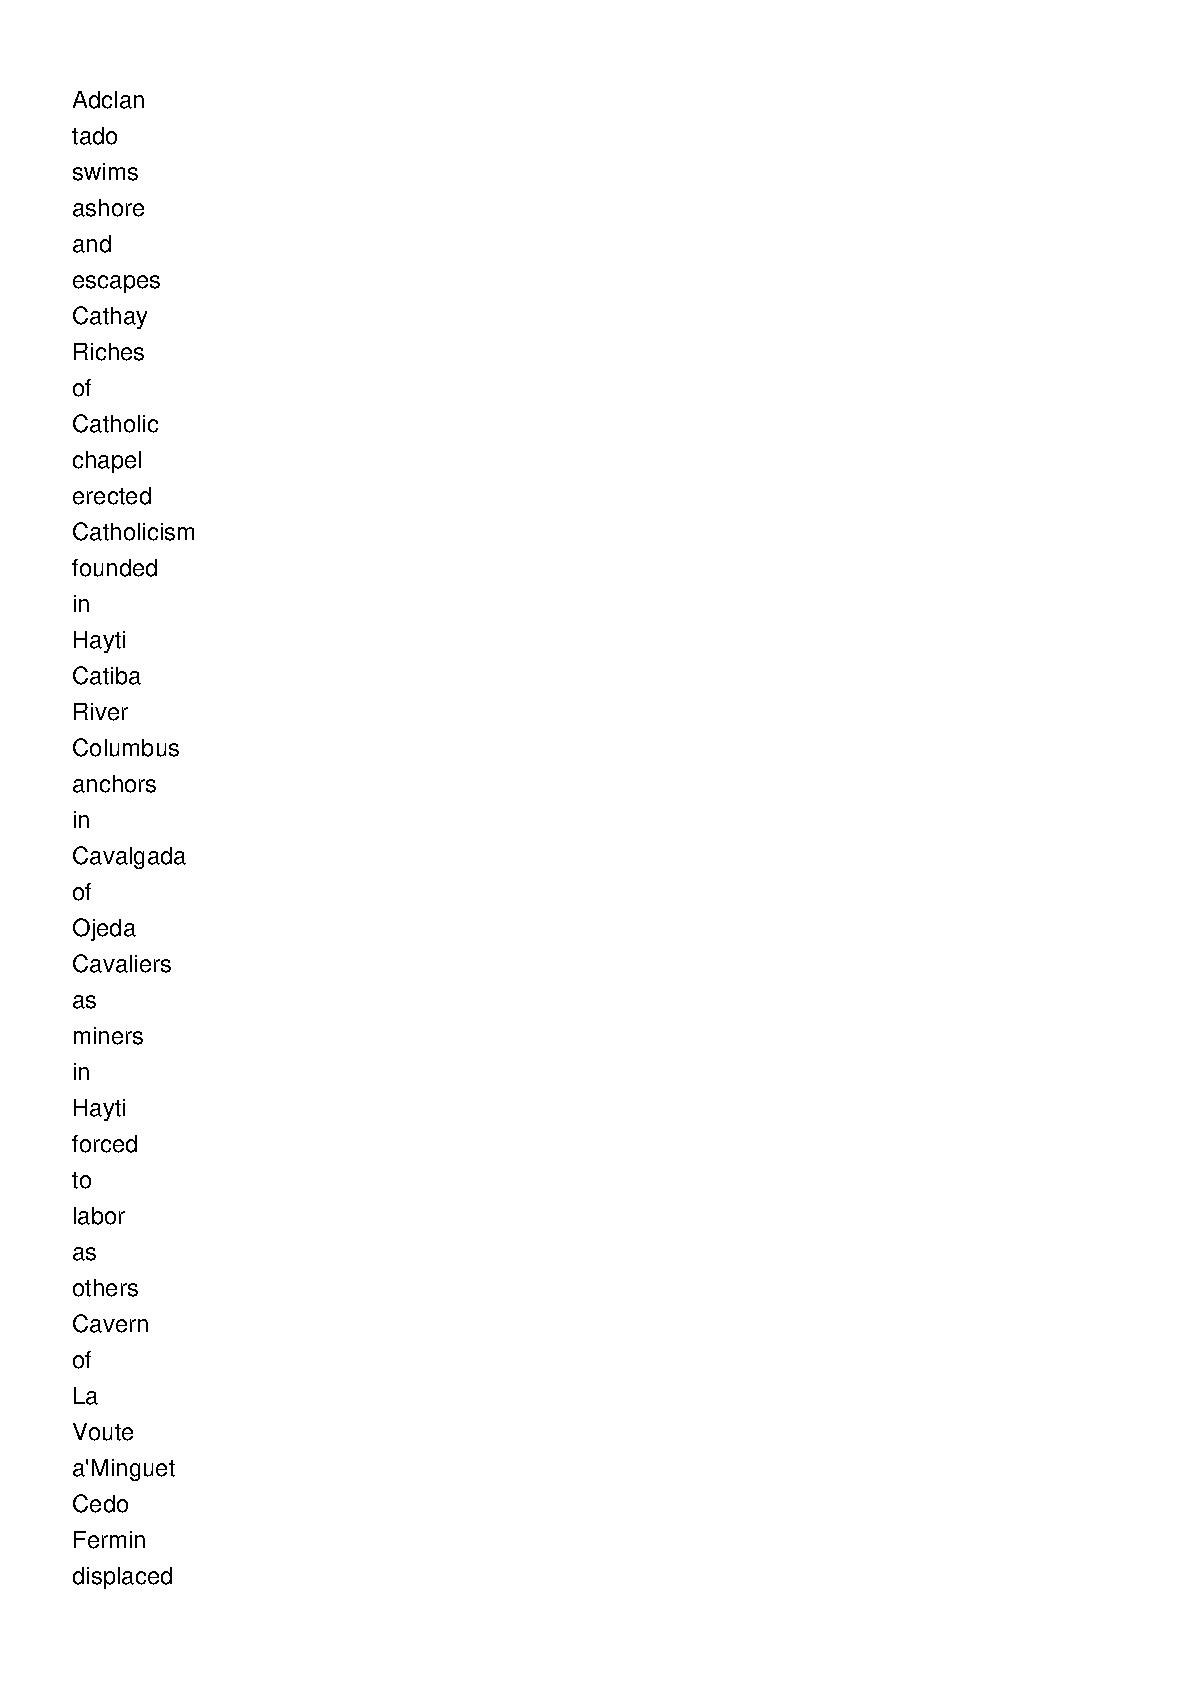 Adclan
tado
swims
ashore
and
escapes
Cathay
Riches
of
Catholic
chapel
erected
Catholicism
founded
in
Hayti
Catiba
River
Columbus
anchors
in
Cavalgada
of
Ojeda
Cavaliers
as
miners
in
Hayti
forced
to
labor
as
others
Cavern
of
La
Voute
a'Minguet
Cedo
Fermin
displaced